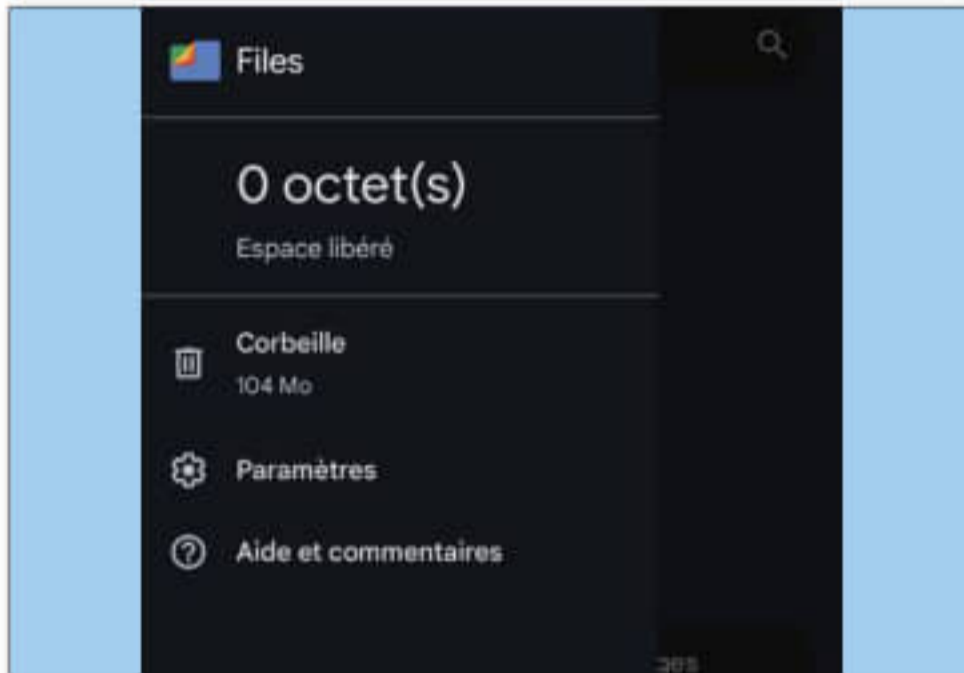 Files
0 octet(s)
Espace libéré
Corbeille
104 Mo
Paramètres
Aide et commentaires